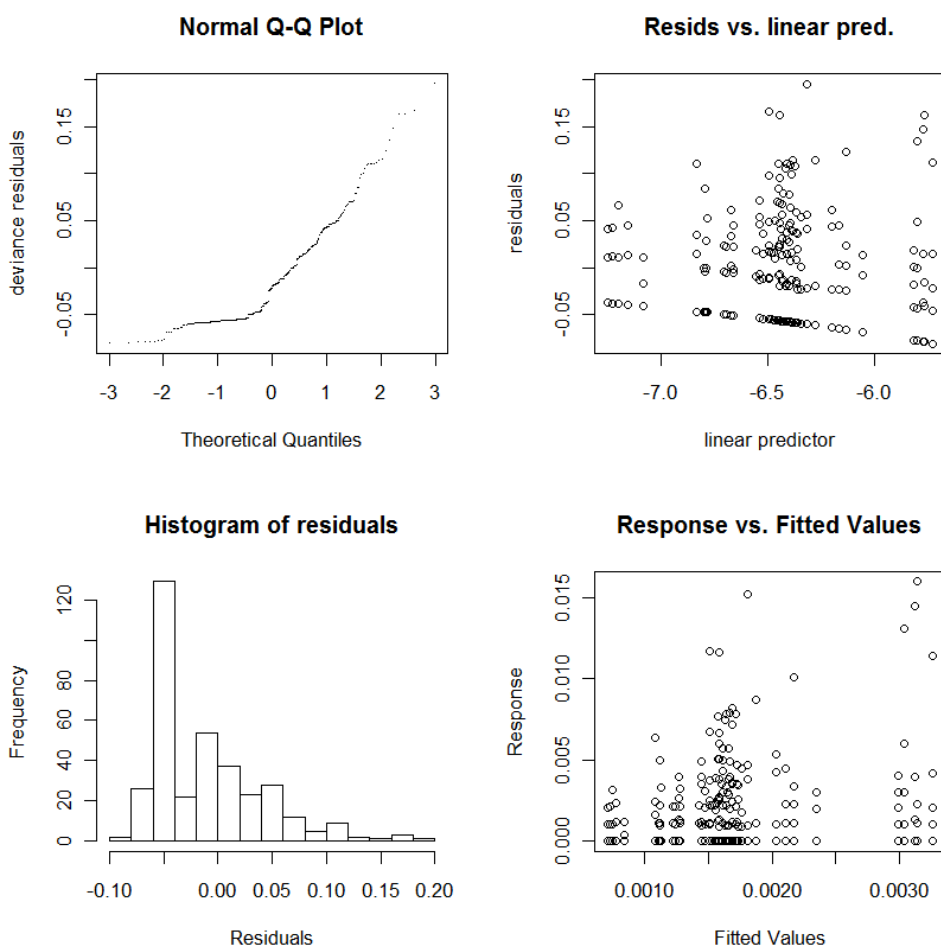 Normal Q-Q Plot
deviance residuals
-0.05 0.05 0.15
-3 -2 -1 0 1 2 3
Theoretical Quantiles
Resids vs. linear pred.
residuals
-0.05 0.05 0.15
-7.0 -6.5 -6.0
linear predictor
Histogram of residuals
Frequency
0 20 40 60 80 120
-0.10 0.00 0.05 0.10 0.15 0.20
Residuals
Response vs. Fitted Values
Response
0.000 0.005 0.010 0.015
0.0010 0.0020 0.0030
Fitted Values